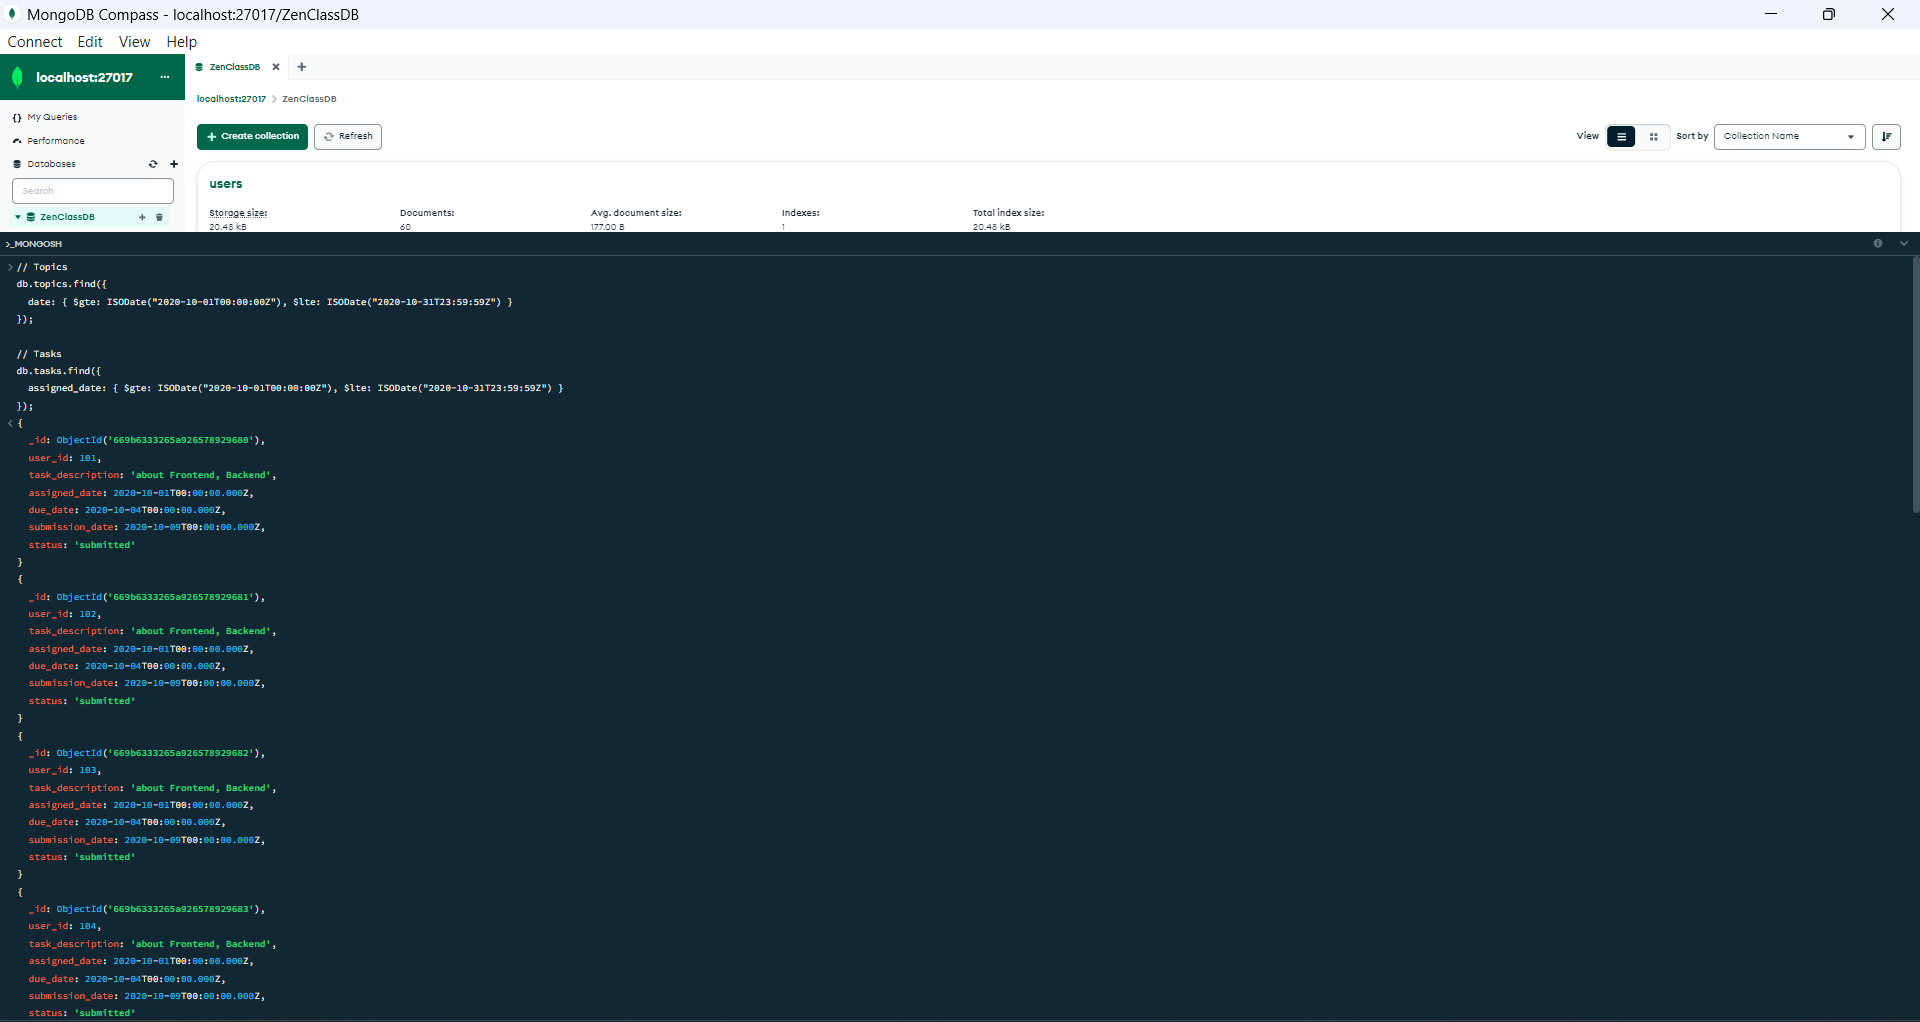 MongoDB Compass - localhost:27017/ZenClassDB
Connect Edit View Help
localhost:27017 ...
ZenClassDB
localhost:27017 > ZenClassDB
{} My Queries
Performance
Databases
Search
ZenClassDB
+ Create collection Refresh
View Sort by Collection Name
users
Storage size: Documents: Avg. document size: Indexes: Total index size:
20.48 kB 60 177.00 B 1 20.48 kB
>_MONGOSH
> // Topics
db.topics.find({
date: { $gte: ISODate("2020-10-01T00:00:00Z"), $lte: ISODate("2020-10-31T23:59:59Z") }
});
// Tasks
db.tasks.find({
assigned_date: { $gte: ISODate("2020-10-01T00:00:00Z"), $lte: ISODate("2020-10-31T23:59:59Z") }
});
< {
_id: ObjectId('669b6333265a926578929680'),
user_id: 101,
task_description: 'about Frontend, Backend',
assigned_date: 2020-10-01T00:00:00.000Z,
due_date: 2020-10-04T00:00:00.000Z,
submission_date: 2020-10-09T00:00:00.000Z,
status: 'submitted'
}
{
_id: ObjectId('669b6333265a926578929681'),
user_id: 102,
task_description: 'about Frontend, Backend',
assigned_date: 2020-10-01T00:00:00.000Z,
due_date: 2020-10-04T00:00:00.000Z,
submission_date: 2020-10-09T00:00:00.000Z,
status: 'submitted'
}
{
_id: ObjectId('669b6333265a926578929682'),
user_id: 103,
task_description: 'about Frontend, Backend',
assigned_date: 2020-10-01T00:00:00.000Z,
due_date: 2020-10-04T00:00:00.000Z,
submission_date: 2020-10-09T00:00:00.000Z,
status: 'submitted'
}
{
_id: ObjectId('669b6333265a926578929683'),
user_id: 104,
task_description: 'about Frontend, Backend',
assigned_date: 2020-10-01T00:00:00.000Z,
due_date: 2020-10-04T00:00:00.000Z,
submission_date: 2020-10-09T00:00:00.000Z,
status: 'submitted'